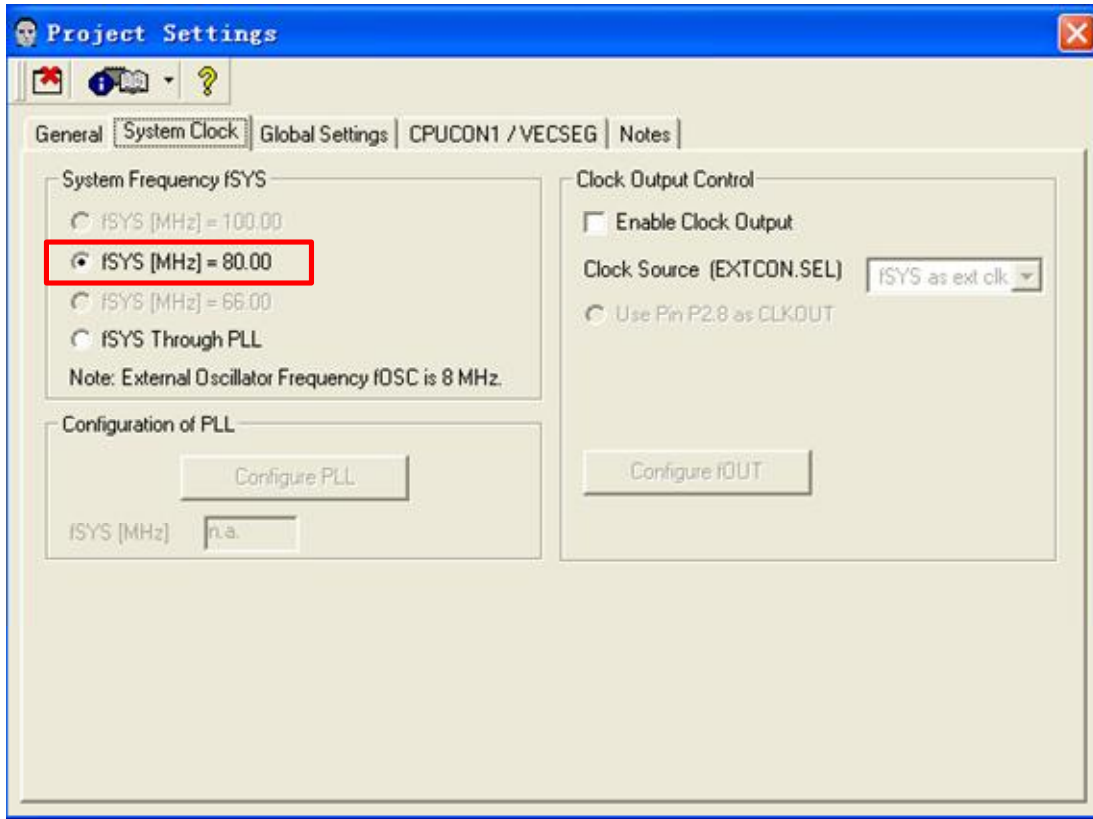 Project Settings
General System Clock Global Settings CPUCON1 / VECSEG Notes
System Frequency fSYS
fSYS [MHz] = 100.00
fSYS [MHz] = 80.00
fSYS [MHz] = 66.00
fSYS Through PLL
Note: External Oscillator Frequency fOSC is 8 MHz.
Configuration of PLL
Configure PLL
fSYS [MHz] n.a.
Clock Output Control
Enable Clock Output
Clock Source (EXTCON.SEL) fSYS as ext clk
Use Pin P2.8 as CLKOUT
Configure fOUT